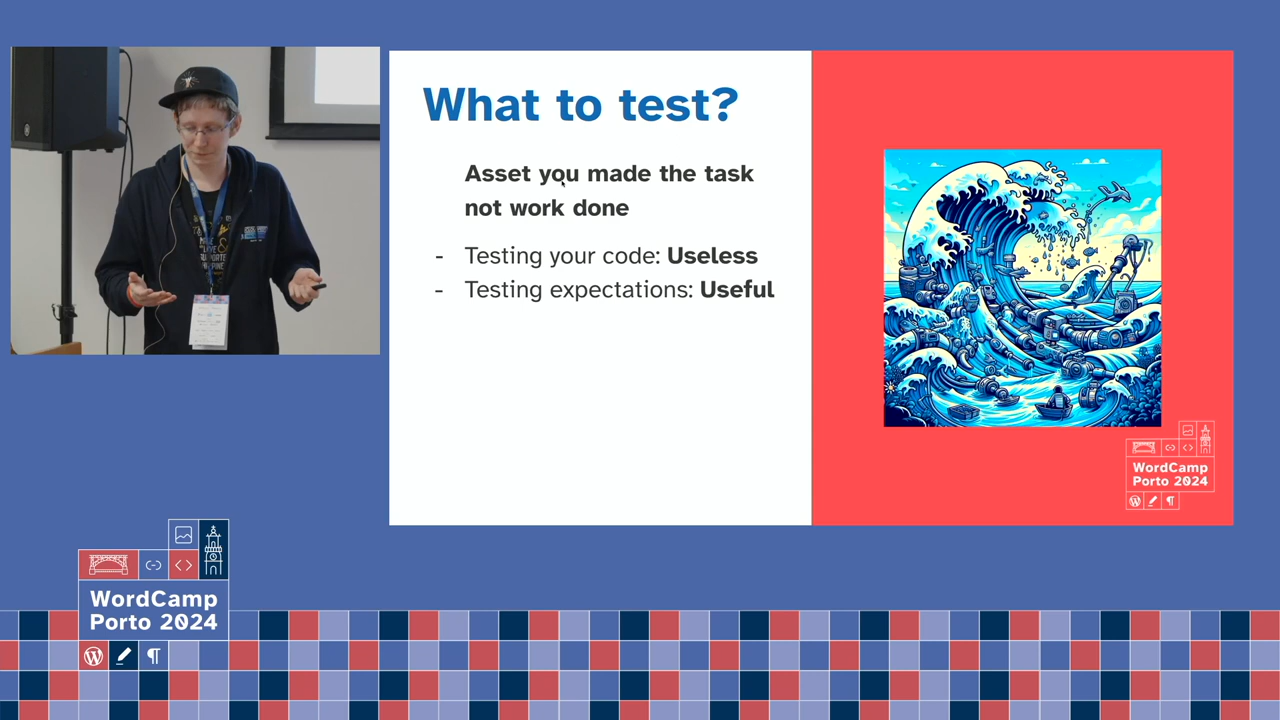 What to test?
Asset you made the task
not work done
- Testing your code: Useless
- Testing expectations: Useful
WordCamp
Porto 2024
WordCamp
Porto 2024